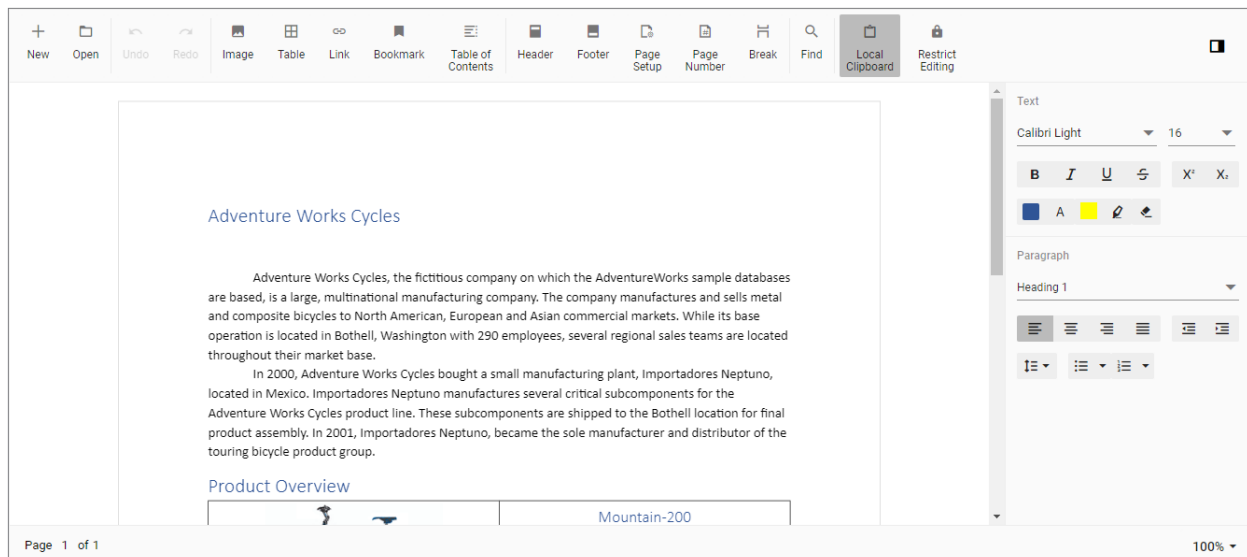 New
Open
Undo
Redo
Image
Table
Link
Bookmark
Table of
Contents
Header
Footer
Page
Setup
Page
Number
Break
Find
Local
Clipboard
Restrict
Editing
Adventure Works Cycles
Adventure Works Cycles, the fictitious company on which the AdventureWorks sample databases
are based, is a large, multinational manufacturing company. The company manufactures and sells metal
and composite bicycles to North American, European and Asian commercial markets. While its base
operation is located in Bothell, Washington with 290 employees, several regional sales teams are located
throughout their market base.
In 2000, Adventure Works Cycles bought a small manufacturing plant, Importadores Neptuno,
located in Mexico. Importadores Neptuno manufactures several critical subcomponents for the
Adventure Works Cycles product line. These subcomponents are shipped to the Bothell location for final
product assembly. In 2001, Importadores Neptuno, became the sole manufacturer and distributor of the
touring bicycle product group.
Product Overview
Mountain-200
Text
Calibri Light 16
B I U S X² X₂
A
Paragraph
Heading 1
Page 1 of 1
100%